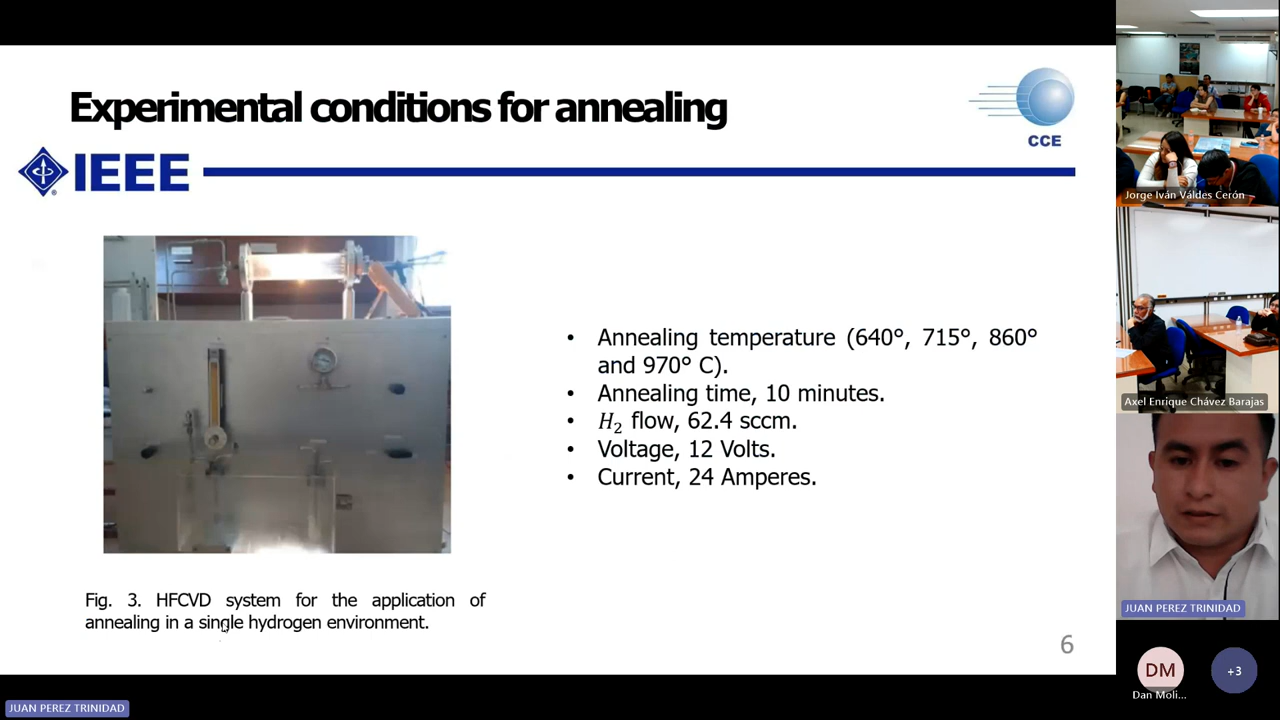 Experimental conditions for annealing
CCE
IEEE
• Annealing temperature (640°, 715°, 860°
and 970° C).
• Annealing time, 10 minutes.
• H₂ flow, 62.4 sccm.
• Voltage, 12 Volts.
• Current, 24 Amperes.
Fig. 3. HFCVD system for the application of
annealing in a single hydrogen environment.
6
JUAN PEREZ TRINIDAD
Jorge Iván Váldes Cerón
Axel Enrique Chávez Barajas
JUAN PEREZ TRINIDAD
DM
Dan Moli...
+3